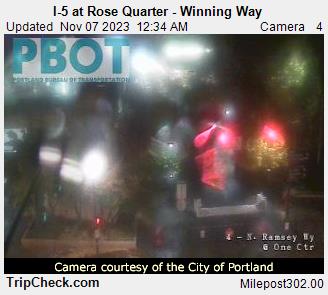 I-5 at Rose Quarter - Winning Way
Updated Nov 07 2023 12:34 AM Camera 4
PBOT
PORTLAND BUREAU OF TRANSPORTATION
4 - N. Ramsey Wy
@ One Ctr
Camera courtesy of the City of Portland
TripCheck.com Milepost302.00